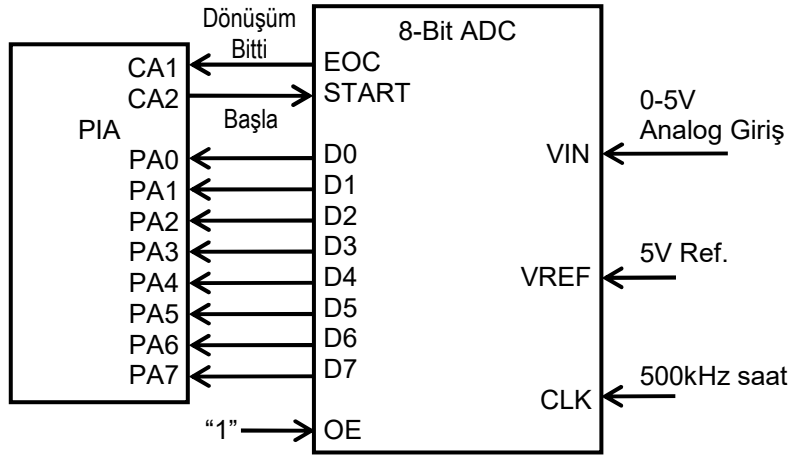 Dönüşüm
Bitti
8-Bit ADC
CA1
EOC
CA2
START
Başla
PIA
0-5V
Analog Giriş
PA0
D0
VIN
PA1
D1
PA2
D2
PA3
D3
PA4
D4
VREF
5V Ref.
PA5
D5
PA6
D6
PA7
D7
CLK
500kHz saat
“1”
OE